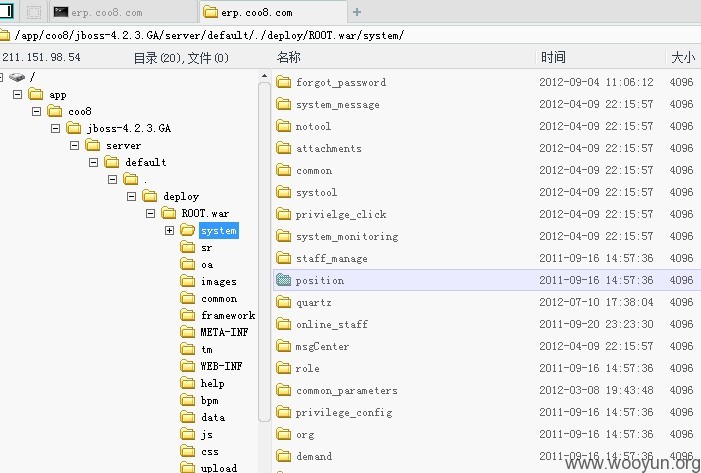 erp.coo8.com
erp.coo8.com
+
/app/coo8/jboss-4.2.3.GA/server/default/./deploy/ROOT.war/system/
211.151.98.54
目录(20),文件(0)
名称
时间
大小
/
app
coo8
jboss-4.2.3.GA
server
default
.
deploy
ROOT.war
system
sr
oa
images
common
framework
META-INF
tm
WEB-INF
help
bpm
data
js
css
upload
forgot_password 2012-09-04 11:06:12 4096
system_message 2012-04-09 22:15:57 4096
notool 2012-04-09 22:15:57 4096
attachments 2012-04-09 22:15:57 4096
common 2012-04-09 22:15:57 4096
systool 2012-04-09 22:15:57 4096
privielge_click 2012-04-09 22:15:57 4096
system_monitoring 2012-04-09 22:15:57 4096
staff_manage 2011-09-16 14:57:36 4096
position 2011-09-16 14:57:36 4096
quartz 2012-07-10 17:38:04 4096
online_staff 2011-09-20 23:23:30 4096
msgCenter 2012-04-09 22:15:57 4096
role 2011-09-16 14:57:36 4096
common_parameters 2012-03-08 19:43:48 4096
privilege_config 2011-09-16 14:57:36 4096
org 2011-09-16 14:57:36 4096
demand 2011-09-16 14:57:36 4096
www.wooyun.org